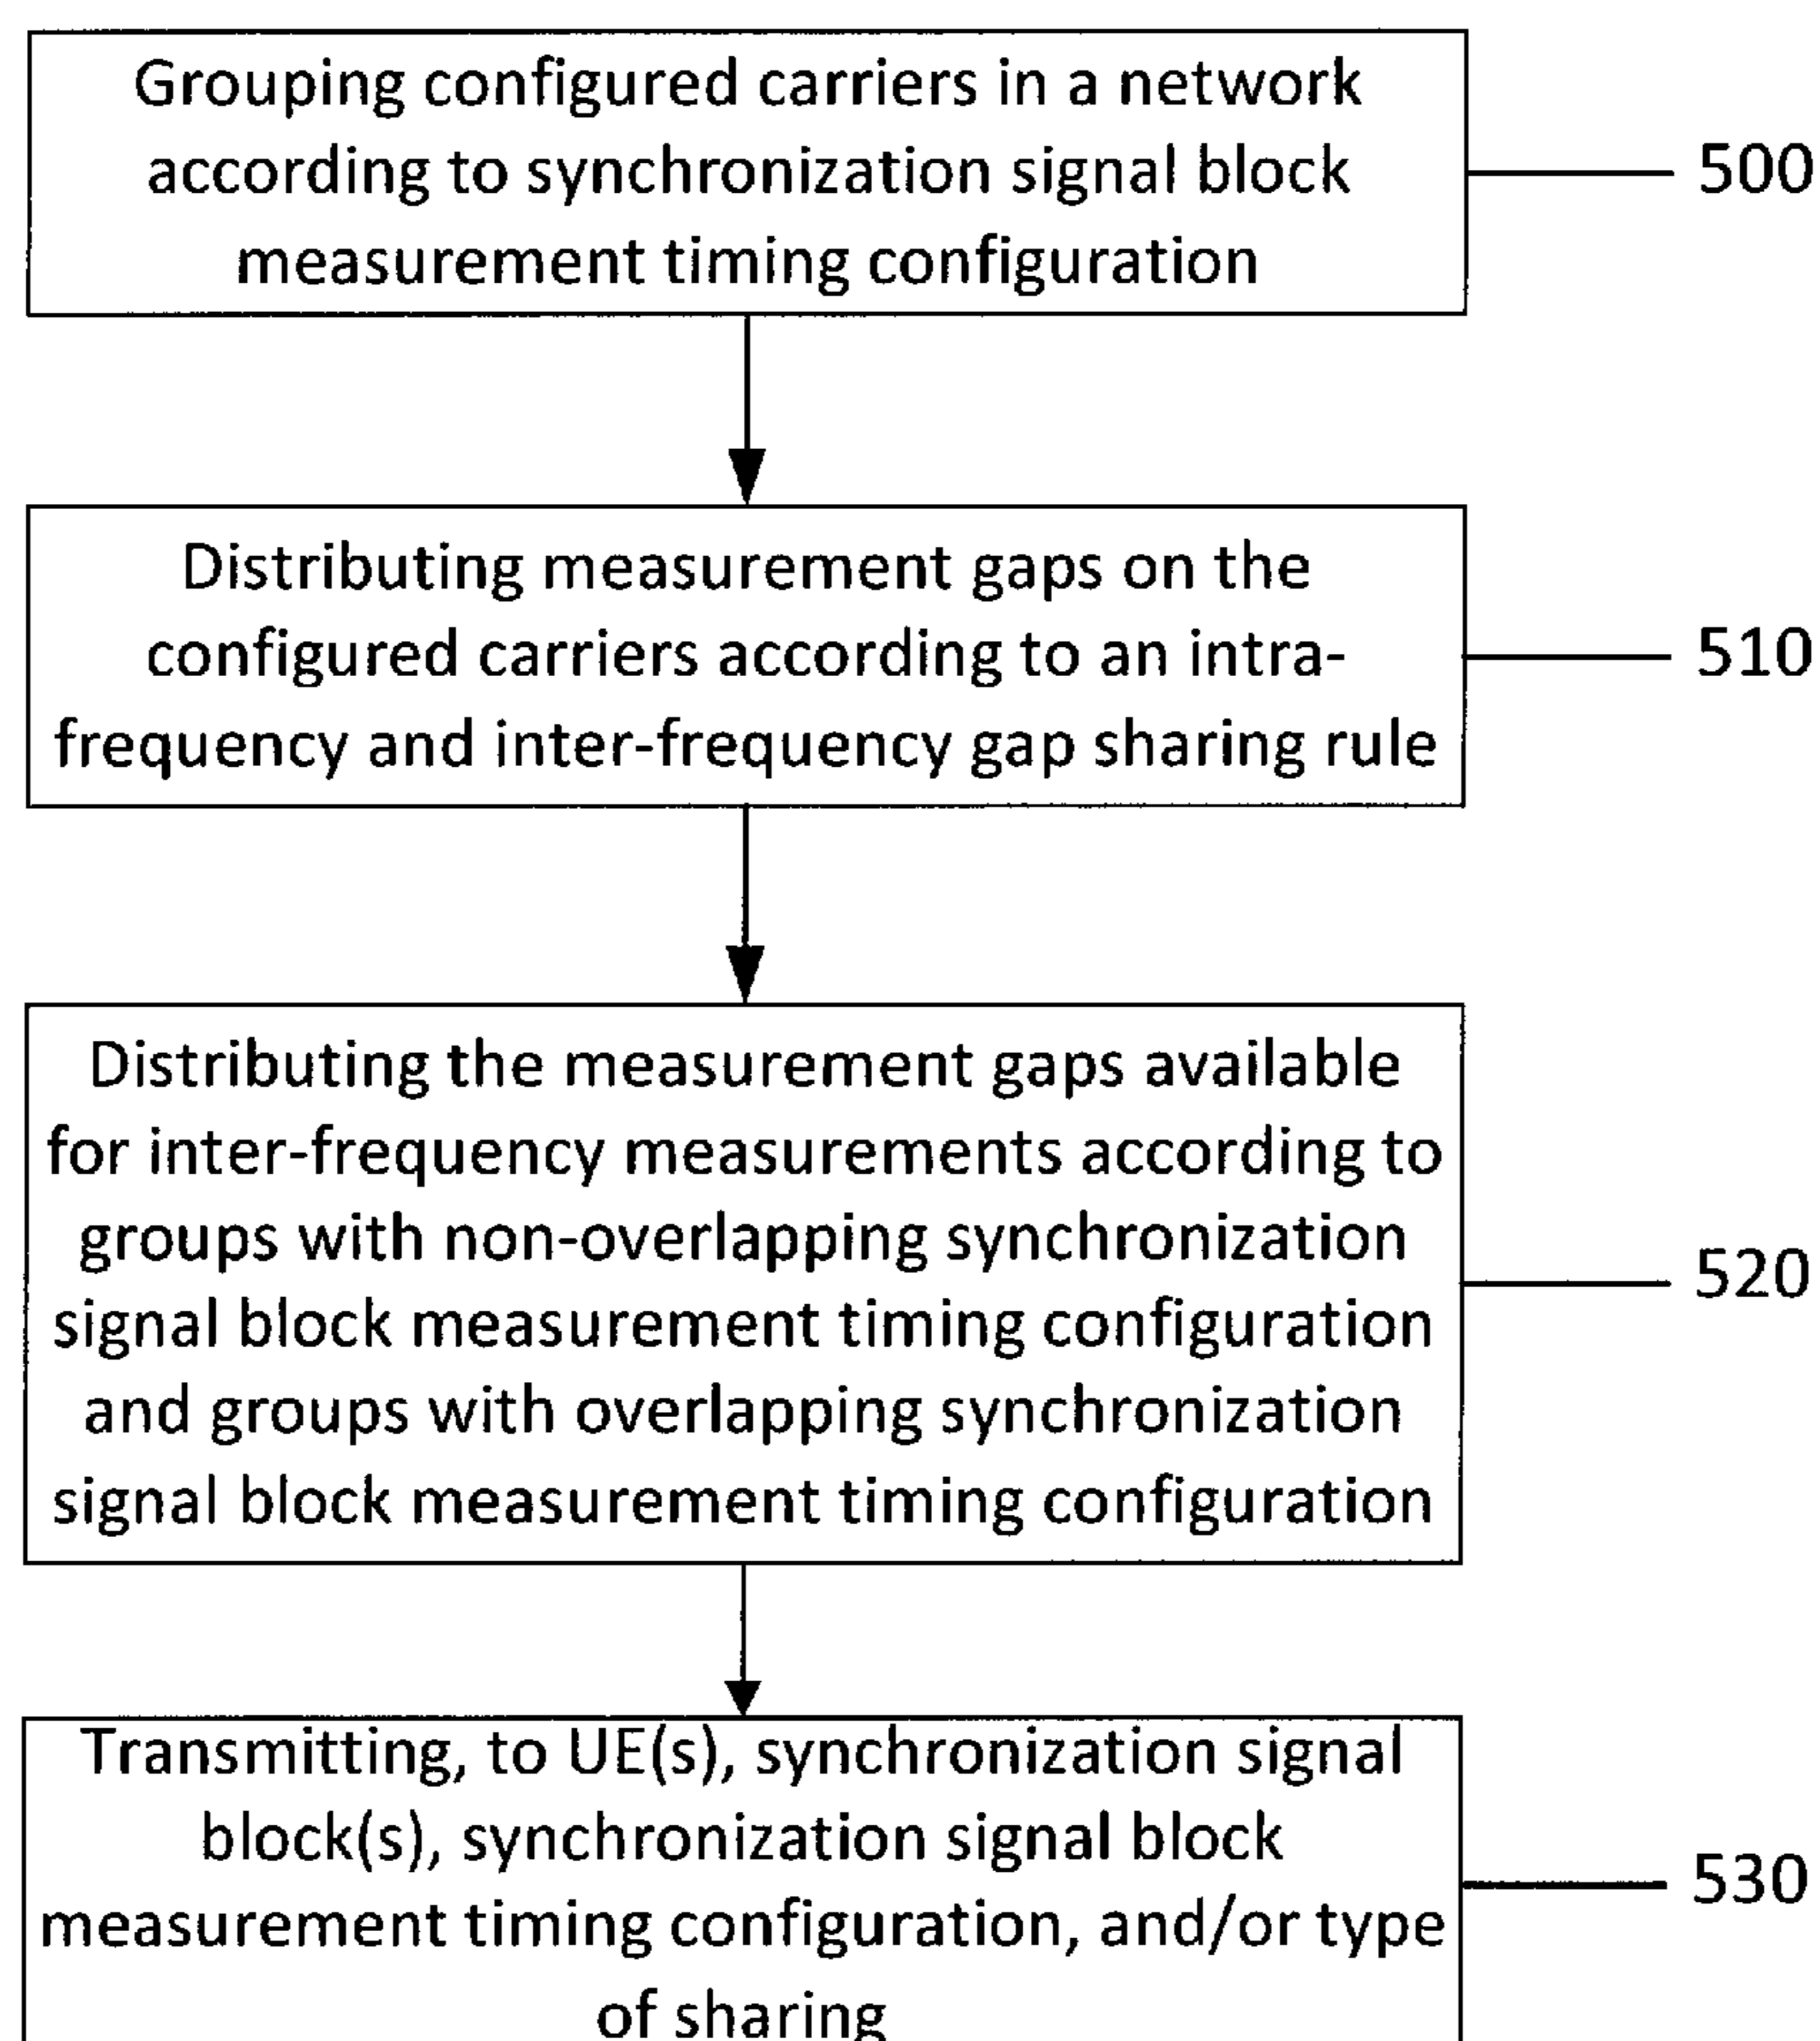 Grouping configured carriers in a network
according to synchronization signal block
measurement timing configuration
500
Distributing measurement gaps on the
configured carriers according to an intra-
frequency and inter-frequency gap sharing rule
510
Distributing the measurement gaps available
for inter-frequency measurements according to
groups with non-overlapping synchronization
signal block measurement timing configuration
and groups with overlapping synchronization
signal block measurement timing configuration
520
Transmitting, to UE(s), synchronization signal
block(s), synchronization signal block
measurement timing configuration, and/or type
of sharing
530